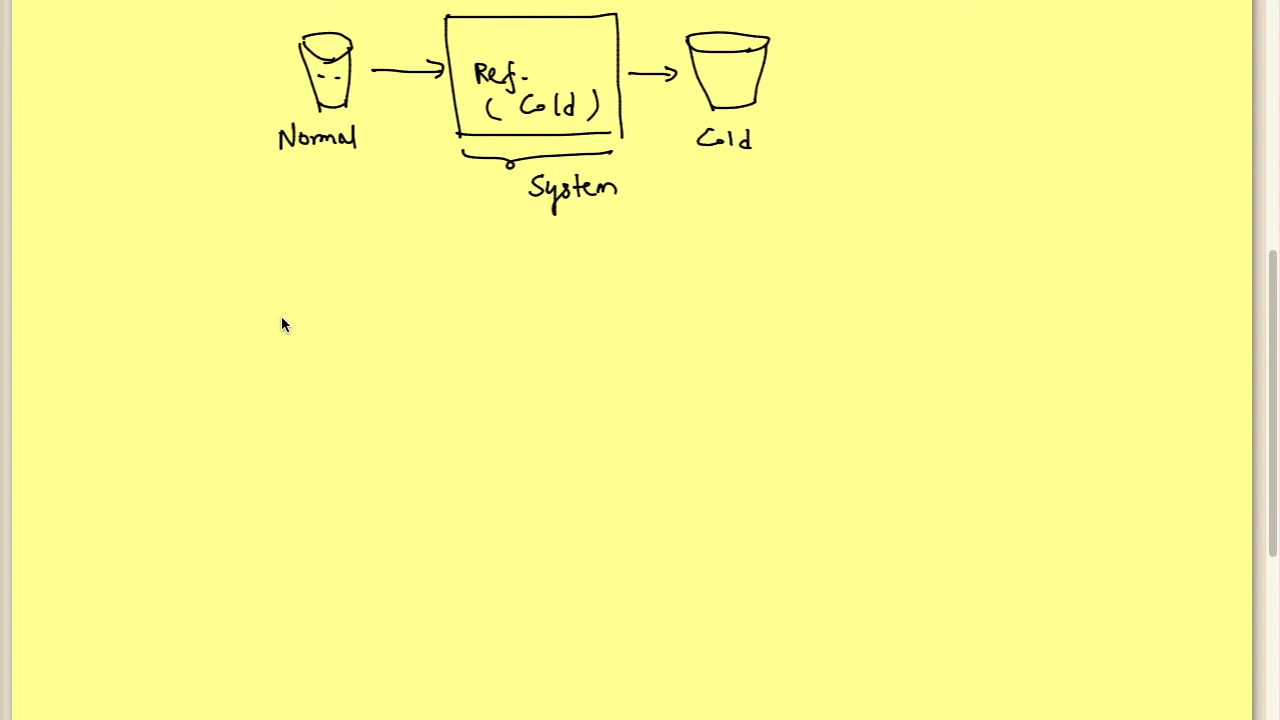 Ref.
( Cold )
Normal
Cold
System